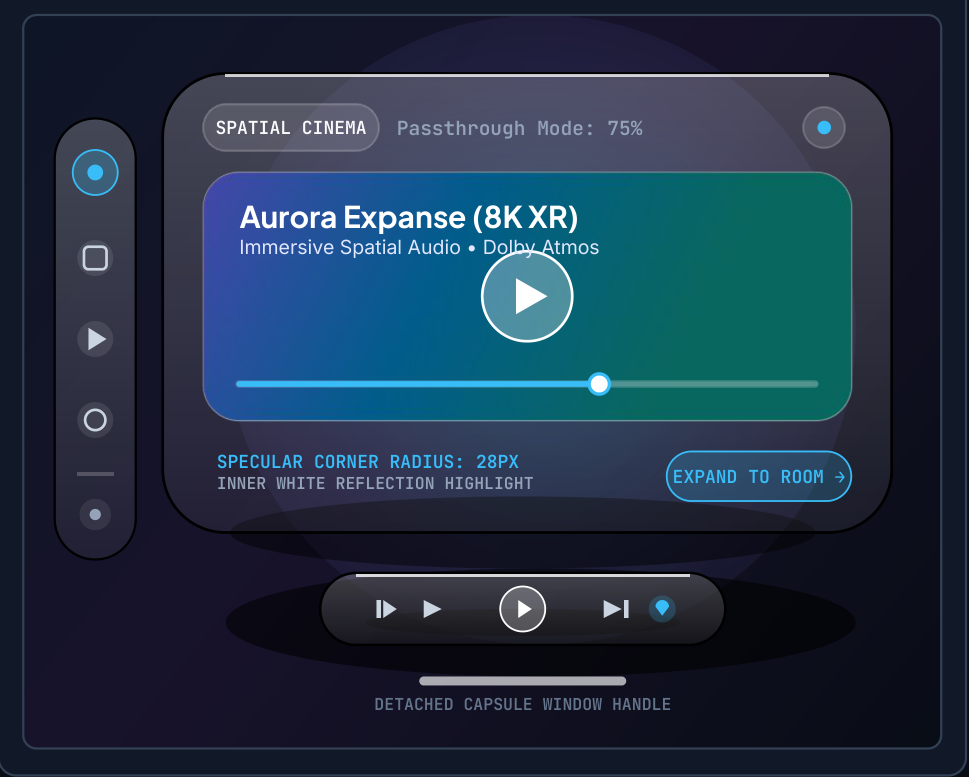 SPATIAL CINEMA
Passthrough Mode: 75%
Aurora Expanse (8K XR)
Immersive Spatial Audio • Dolby Atmos
SPECULAR CORNER RADIUS: 28PX
INNER WHITE REFLECTION HIGHLIGHT
EXPAND TO ROOM →
DETACHED CAPSULE WINDOW HANDLE